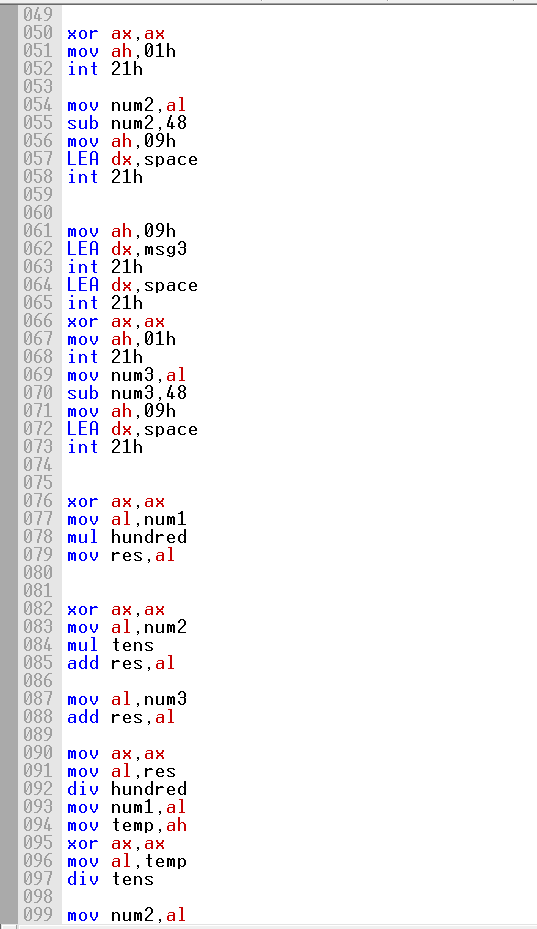 049
050 xor ax,ax
051 mov ah,01h
052 int 21h
053
054 mov num2,al
055 sub num2,48
056 mov ah,09h
057 LEA dx,space
058 int 21h
059
060
061 mov ah,09h
062 LEA dx,msg3
063 int 21h
064 LEA dx,space
065 int 21h
066 xor ax,ax
067 mov ah,01h
068 int 21h
069 mov num3,al
070 sub num3,48
071 mov ah,09h
072 LEA dx,space
073 int 21h
074
075
076 xor ax,ax
077 mov al,num1
078 mul hundred
079 mov res,al
080
081
082 xor ax,ax
083 mov al,num2
084 mul tens
085 add res,al
086
087 mov al,num3
088 add res,al
089
090 mov ax,ax
091 mov al,res
092 div hundred
093 mov num1,al
094 mov temp,ah
095 xor ax,ax
096 mov al,temp
097 div tens
098
099 mov num2,al